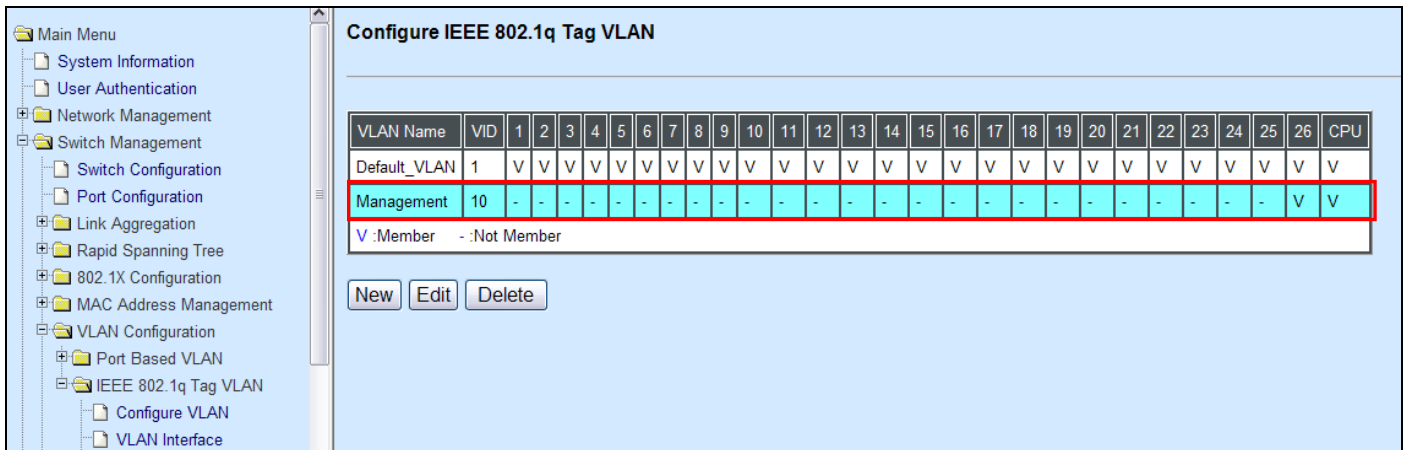 Main Menu
System Information
User Authentication
Network Management
Switch Management
Switch Configuration
Port Configuration
Link Aggregation
Rapid Spanning Tree
802.1X Configuration
MAC Address Management
VLAN Configuration
Port Based VLAN
IEEE 802.1q Tag VLAN
Configure VLAN
VLAN Interface
Configure IEEE 802.1q Tag VLAN
VLAN Name VID 1 2 3 4 5 6 7 8 9 10 11 12 13 14 15 16 17 18 19 20 21 22 23 24 25 26 CPU
Default_VLAN 1 V V V V V V V V V V V V V V V V V V V V V V V V V V V
Management 10 - - - - - - - - - - - - - - - - - - - - - - - - - V V
V :Member - :Not Member
New Edit Delete